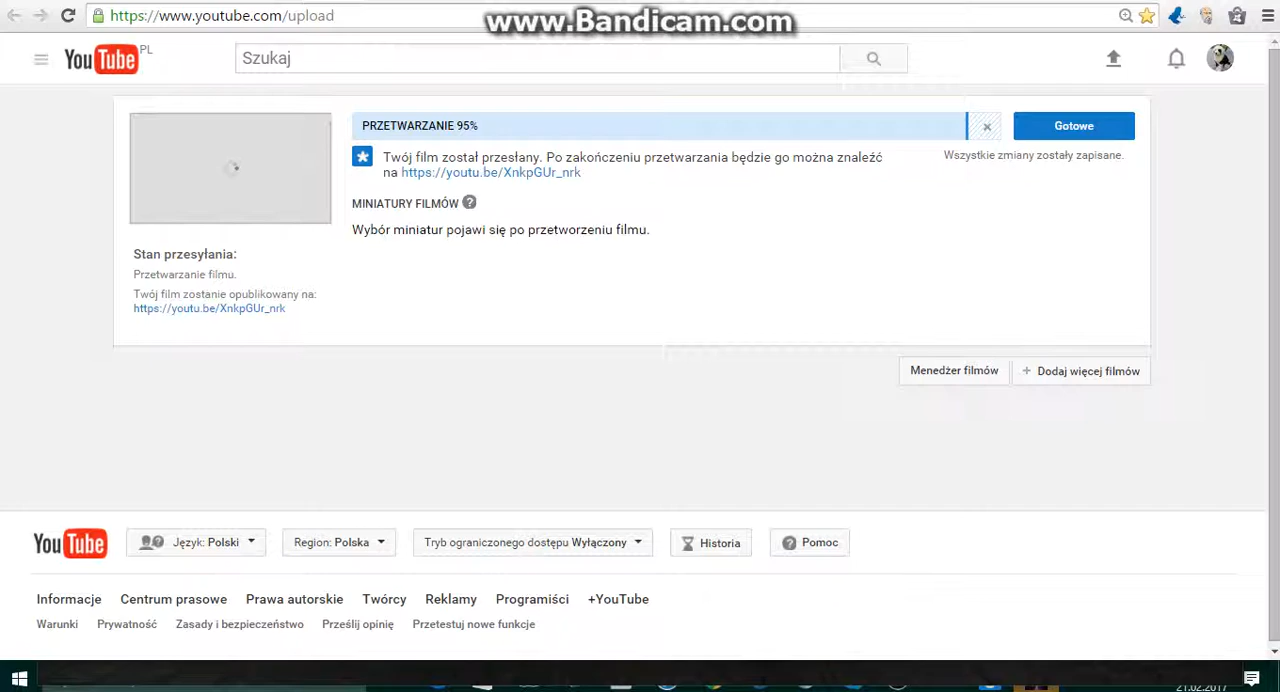 https://www.youtube.com/upload
www.Bandicam.com
YouTube PL
Szukaj
PRZETWARZANIE 95%
Gotowe
Twój film został przesłany. Po zakończeniu przetwarzania będzie go można znaleźć
na https://youtu.be/XnkpGUr_nrk
Wszystkie zmiany zostały zapisane.
MINIATURY FILMÓW ?
Wybór miniatur pojawi się po przetworzeniu filmu.
Stan przesyłania:
Przetwarzanie filmu.
Twój film zostanie opublikowany na:
https://youtu.be/XnkpGUr_nrk
Menedżer filmów
+ Dodaj więcej filmów
YouTube
Język: Polski
Region: Polska
Tryb ograniczonego dostępu Wyłączony
Historia
Pomoc
Informacje Centrum prasowe Prawa autorskie Twórcy Reklamy Programiści +YouTube
Warunki Prywatność Zasady i bezpieczeństwo Prześlij opinię Przetestuj nowe funkcje
21.02.2017